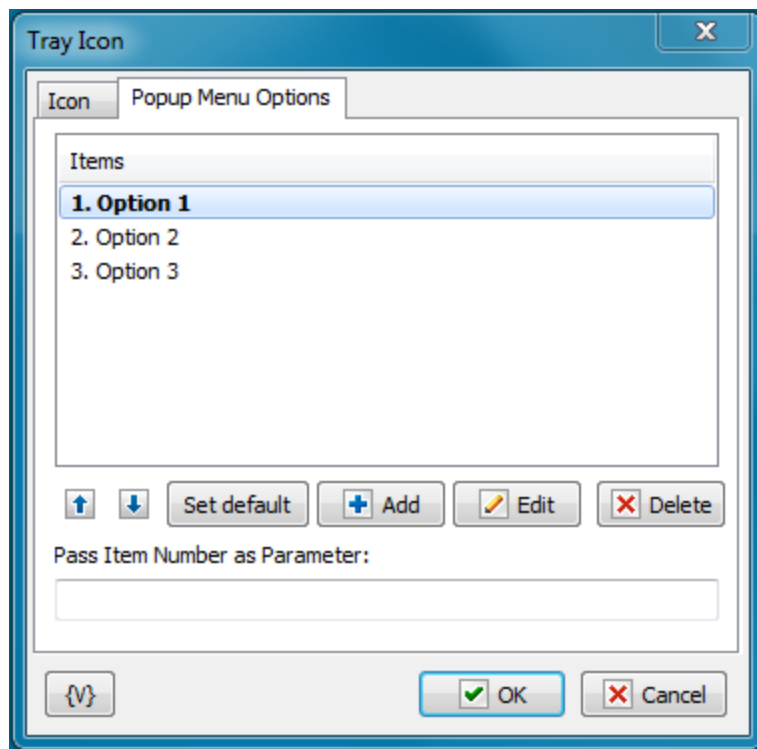 Tray Icon
Icon
Popup Menu Options
Items
1. Option 1
2. Option 2
3. Option 3
Set default
Add
Edit
Delete
Pass Item Number as Parameter:
{V}
OK
Cancel